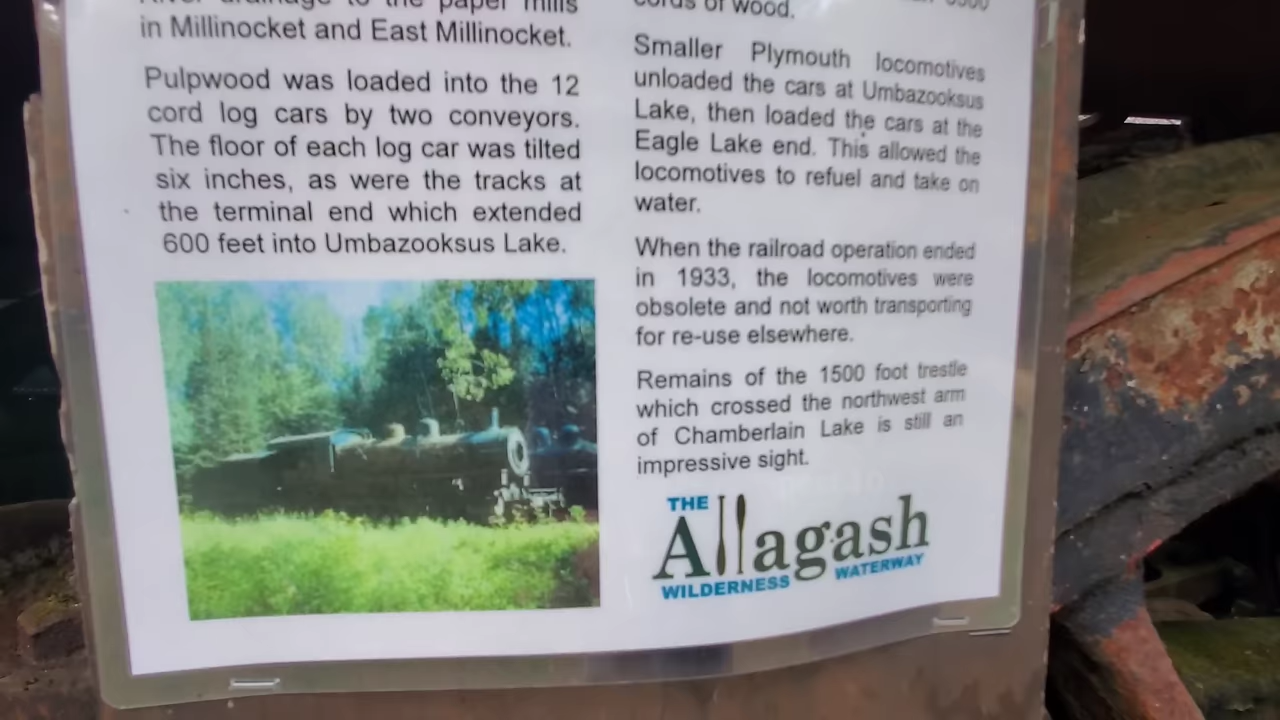 River drainage to the paper mills
in Millinocket and East Millinocket.
Pulpwood was loaded into the 12
cord log cars by two conveyors.
The floor of each log car was tilted
six inches, as were the tracks at
the terminal end which extended
600 feet into Umbazooksus Lake.
cords of wood.
Smaller Plymouth locomotives
unloaded the cars at Umbazooksus
Lake, then loaded the cars at the
Eagle Lake end. This allowed the
locomotives to refuel and take on
water.
When the railroad operation ended
in 1933, the locomotives were
obsolete and not worth transporting
for re-use elsewhere.
Remains of the 1500 foot trestle
which crossed the northwest arm
of Chamberlain Lake is still an
impressive sight.
THE
Allagash
WILDERNESS WATERWAY